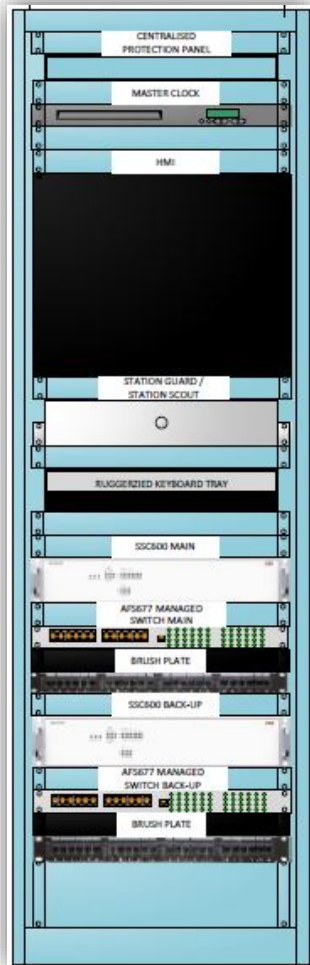 CENTRALISED
PROTECTION PANEL
MASTER CLOCK
HMI
STATION GUARD /
STATION SCOUT
RUGGERZIED KEYBOARD TRAY
SSC600 MAIN
AFS677 MANAGED
SWITCH MAIN
BRUSH PLATE
SSC600 BACK-UP
AFS677 MANAGED
SWITCH BACK-UP
BRUSH PLATE